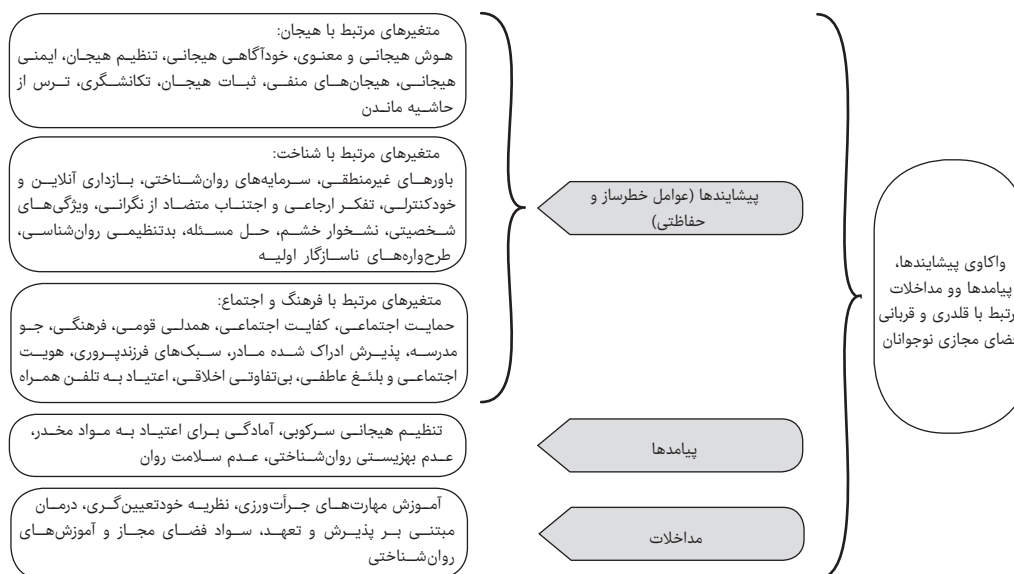 واکاوی پیشایندها،
پیامدها وو مداخلات
رتبط با قلدری و قربانی
ضای مجازی نوجوانان
پیشایندها (عوامل خطرساز و
حفاظتی)
متغیرهای مرتبط با هیجان:
هوش هیجانی و معنوی، خودآگاهی هیجانی، تنظیم هیجان، ایمنی
هیجانی، هیجان‌های منفی، ثبات هیجان، تکانشگری، ترس از
حاشیه ماندن
متغیرهای مرتبط با شناخت:
باورهای غیرمنطقی، سرمایه‌های روان‌شناختی، بازداری آنلاین و
خودکنترلی، تفکر ارجاعی و اجتناب متضاد از نگرانی، ویژگی‌های
شخصیتی، نشخوار خشم، حل مسئله، بدتنظیمی روان‌شناسی،
طرحواره‌های ناسازگار اولیه
متغیرهای مرتبط با فرهنگ و اجتماع:
حمایت اجتماعی، کفایت اجتماعی، همدلی قومی، فرهنگی، جو
مدرسه، پذیرش ادراک شده مادر، سبک‌های فرزندپروری، هویت
اجتماعی و بلئغ عاطفی، بی‌تفاوتی اخلاقی، اعتیاد به تلفن همراه
پیامدها
تنظیم هیجانی سرکوبی، آمادگی برای اعتیاد به مواد مخدر،
عدم بهزیستی روان‌شناختی، عدم سلامت روان
مداخلات
آموزش مهارت‌های جرأت‌ورزی، نظریه خودتعیین‌گری، درمان
مبتنی بر پذیرش و تعهد، سواد فضای مجاز و آموزش‌های
روان‌شناختی